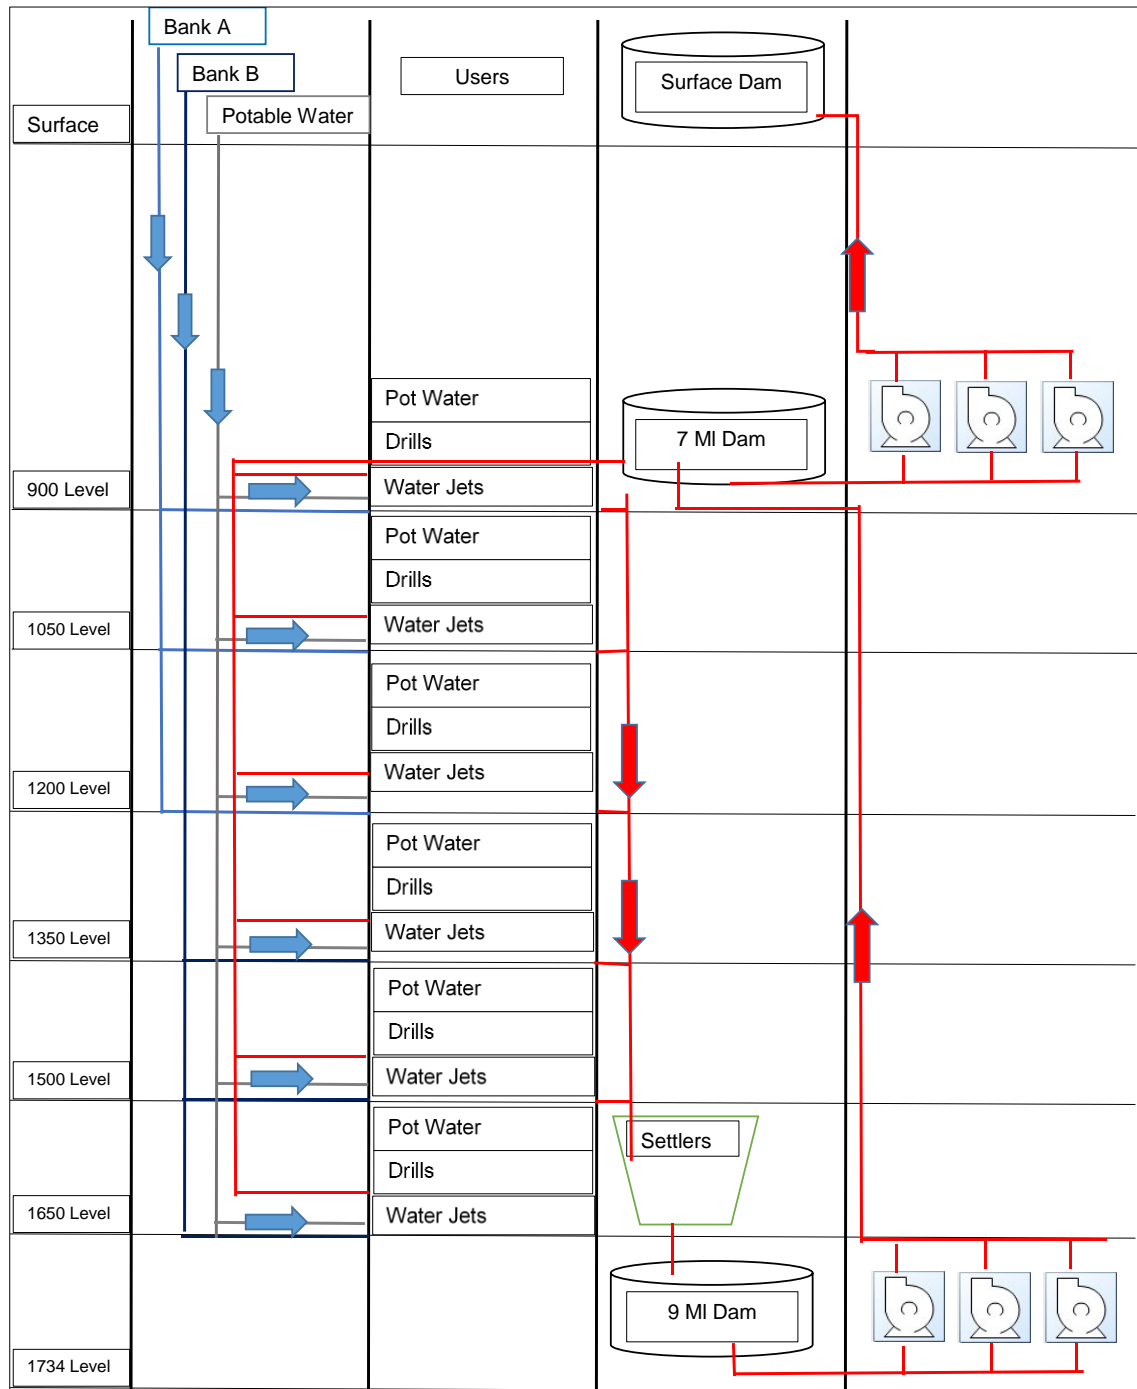 Bank A
Bank B
Potable Water
Users
Surface Dam
Surface
Pot Water
Drills
Water Jets
7 Ml Dam
900 Level
Pot Water
Drills
Water Jets
1050 Level
Pot Water
Drills
Water Jets
1200 Level
Pot Water
Drills
Water Jets
1350 Level
Pot Water
Drills
Water Jets
1500 Level
Pot Water
Drills
Water Jets
Settlers
1650 Level
9 Ml Dam
1734 Level